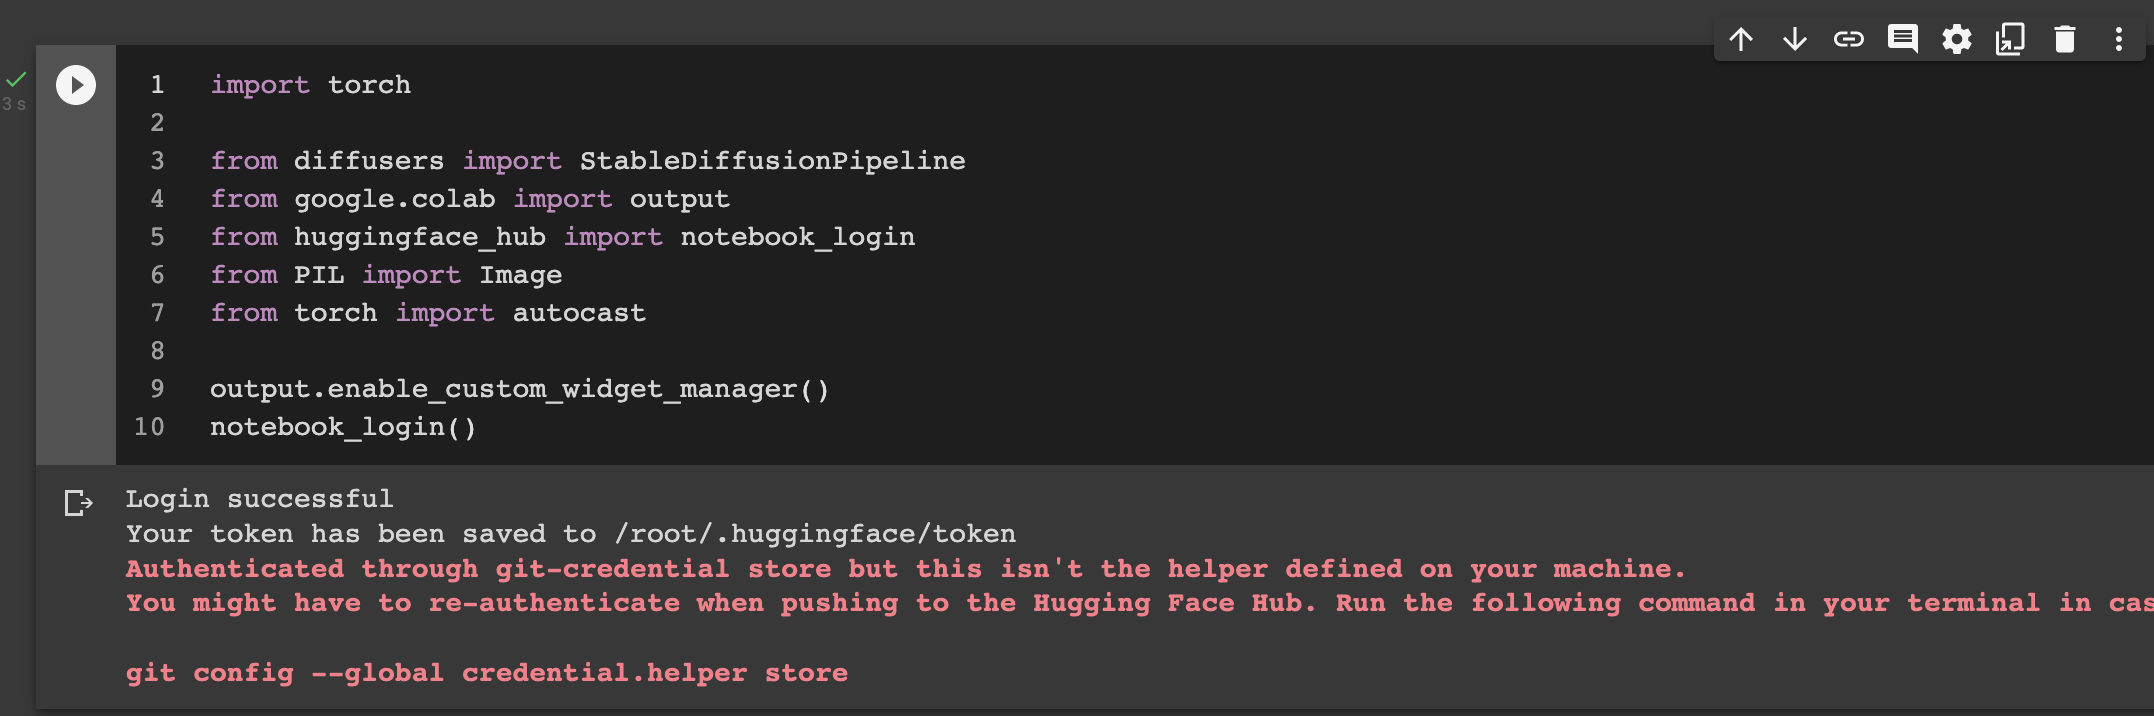 3 s
1 import torch
2
3 from diffusers import StableDiffusionPipeline
4 from google.colab import output
5 from huggingface_hub import notebook_login
6 from PIL import Image
7 from torch import autocast
8
9 output.enable_custom_widget_manager()
10 notebook_login()
Login successful
Your token has been saved to /root/.huggingface/token
Authenticated through git-credential store but this isn't the helper defined on your machine.
You might have to re-authenticate when pushing to the Hugging Face Hub. Run the following command in your terminal in cas
git config --global credential.helper store